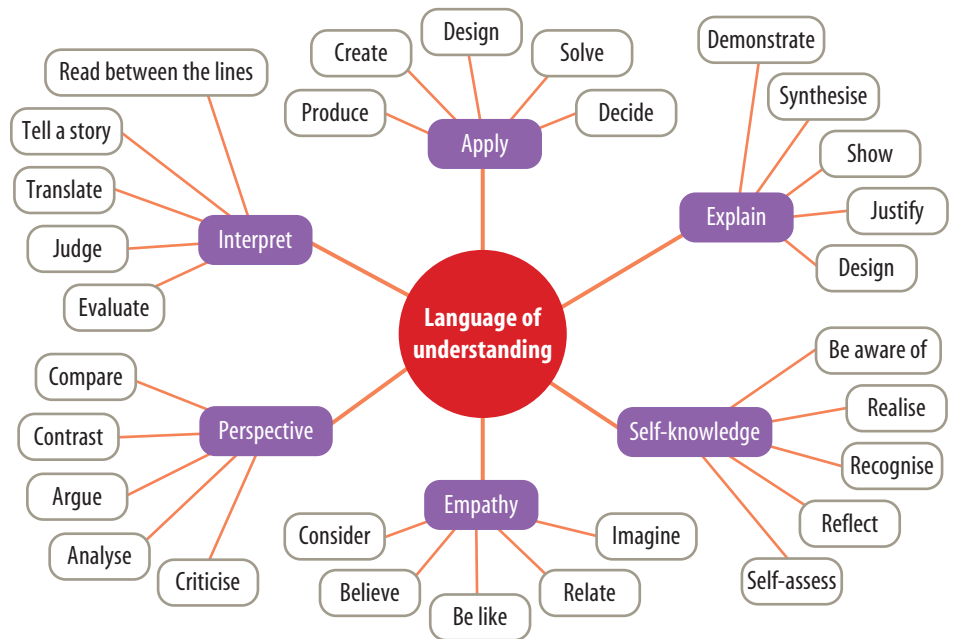 Language of
understanding
Apply
Produce
Create
Design
Solve
Decide
Explain
Demonstrate
Synthesise
Show
Justify
Design
Self-knowledge
Be aware of
Realise
Recognise
Reflect
Self-assess
Empathy
Imagine
Relate
Be like
Believe
Consider
Perspective
Criticise
Analyse
Argue
Contrast
Compare
Interpret
Evaluate
Judge
Translate
Tell a story
Read between the lines